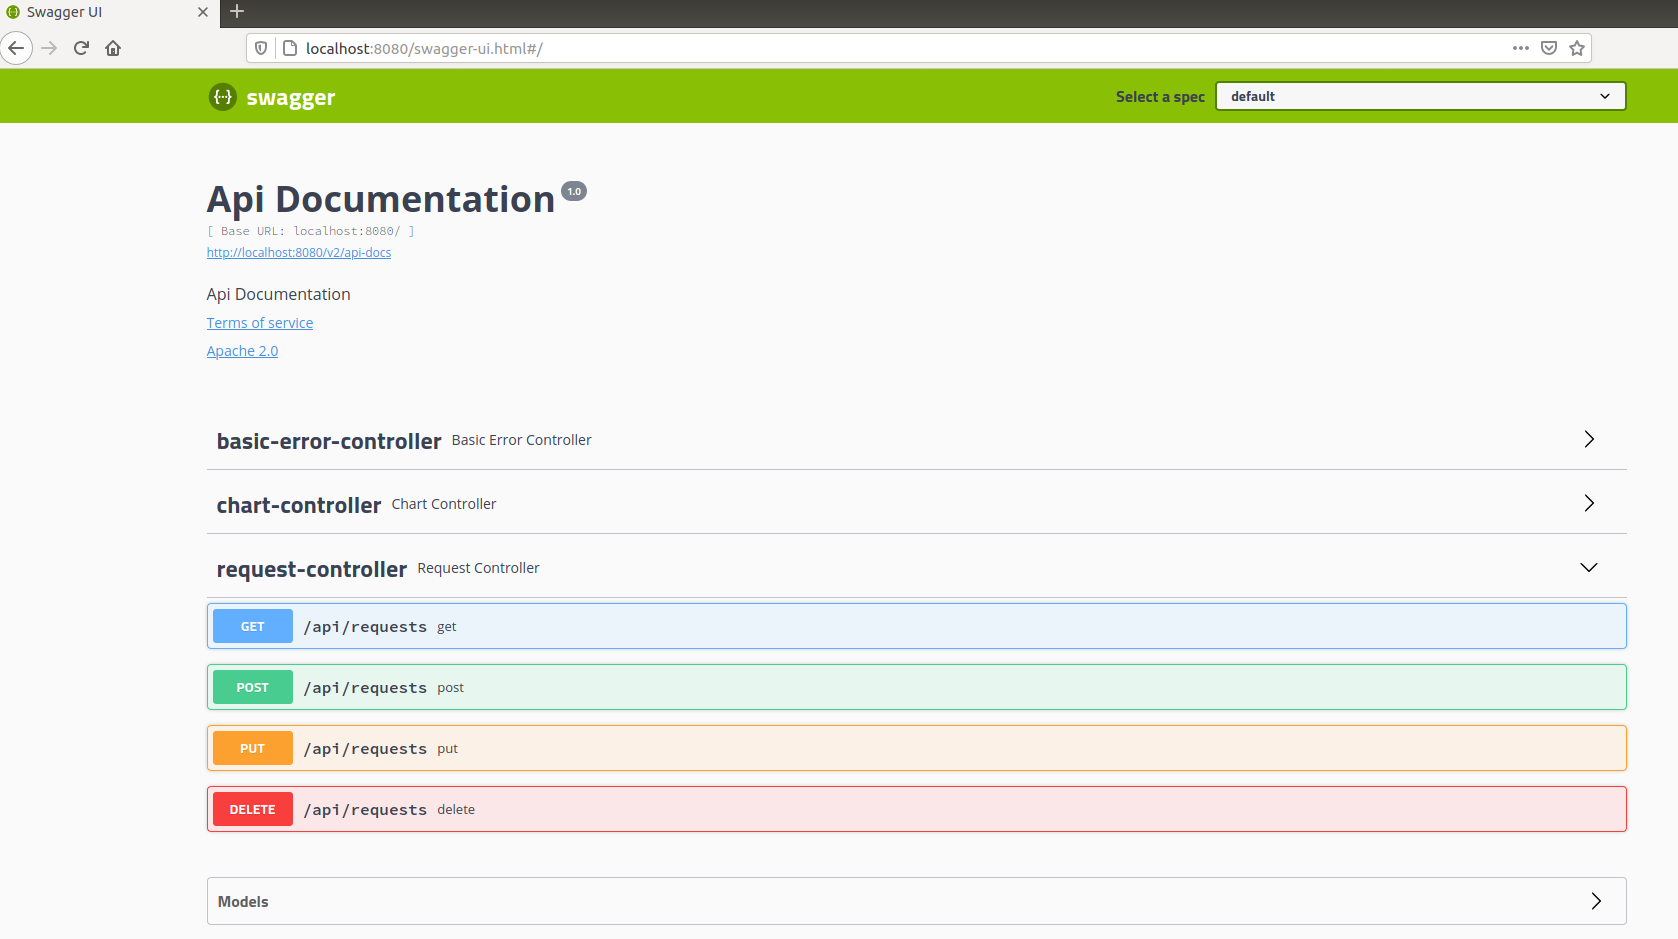 Swagger UI
localhost:8080/swagger-ui.html#/
swagger
Select a spec
default
Api Documentation 1.0
[ Base URL: localhost:8080/ ]
http://localhost:8080/v2/api-docs
Api Documentation
Terms of service
Apache 2.0
basic-error-controller Basic Error Controller
chart-controller Chart Controller
request-controller Request Controller
GET /api/requests get
POST /api/requests post
PUT /api/requests put
DELETE /api/requests delete
Models